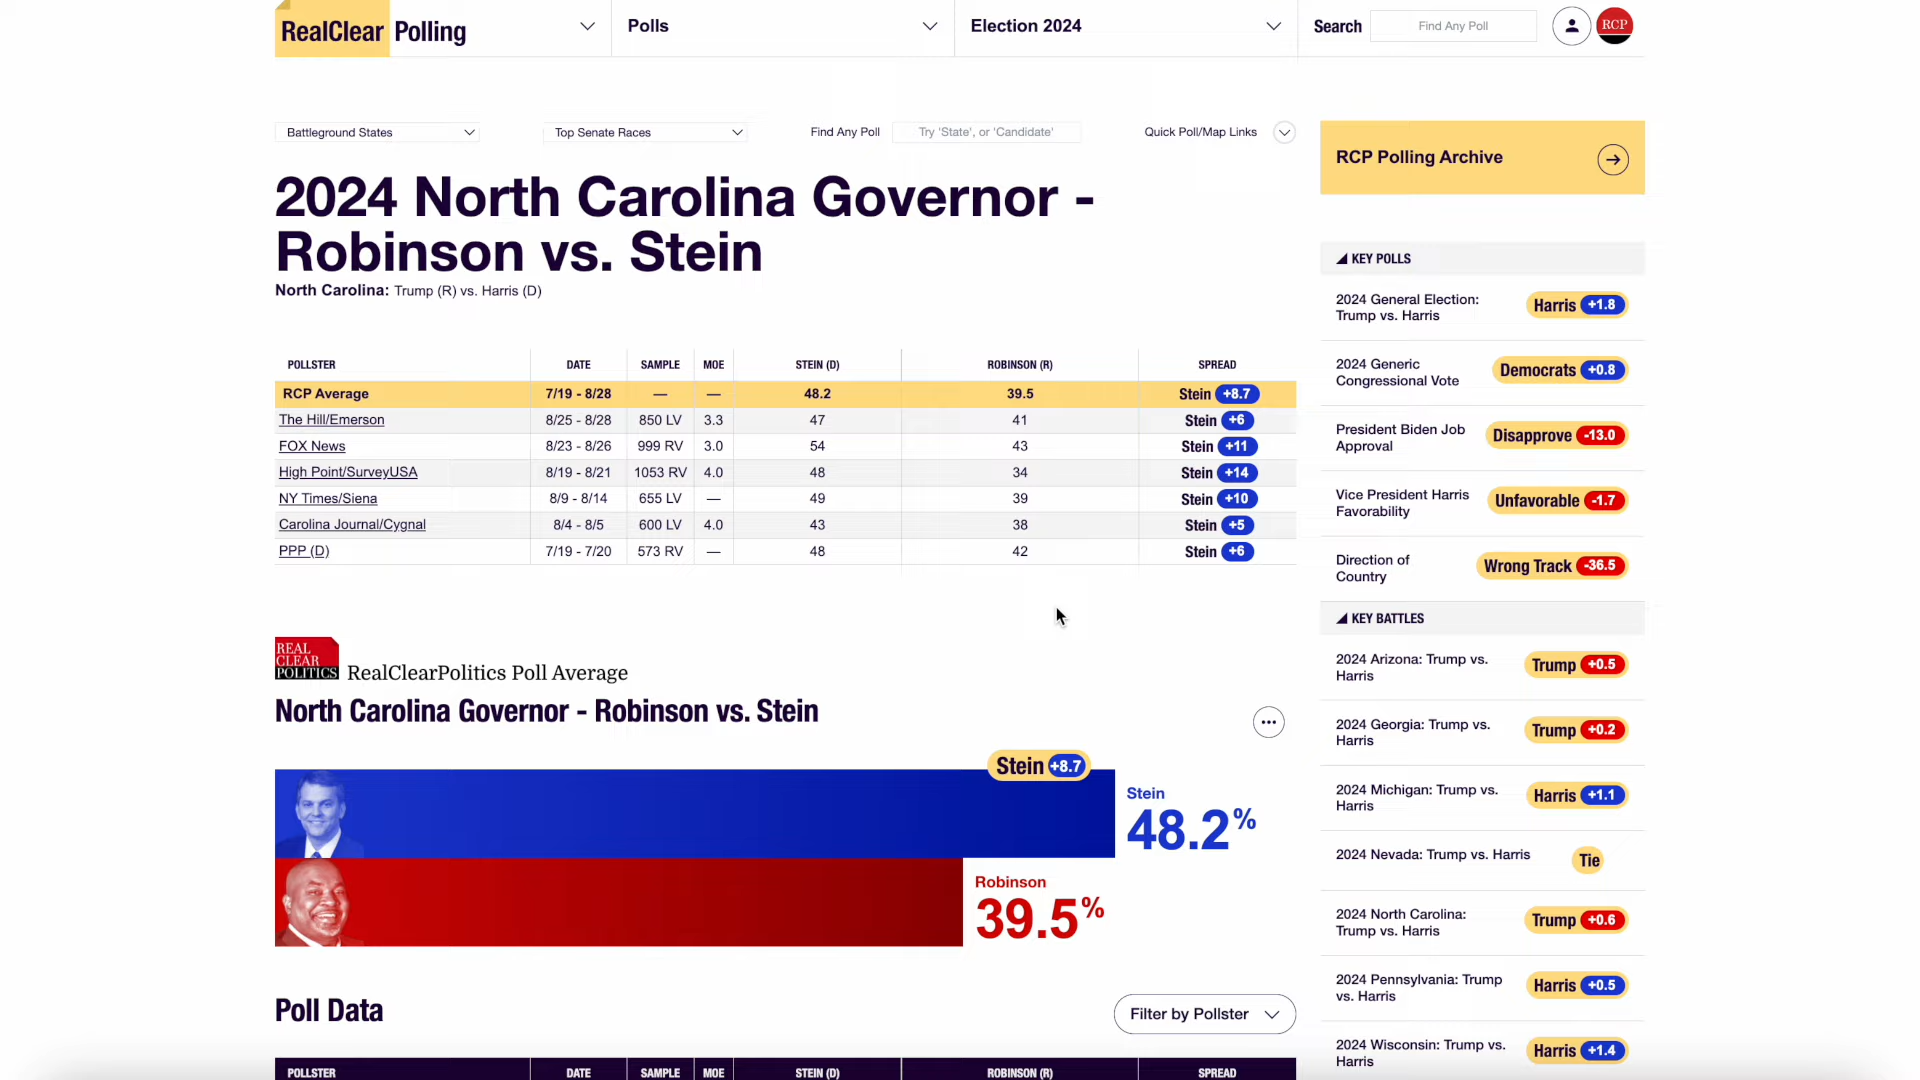 RealClear Polling
Polls
Election 2024
Search
Find Any Poll
RCP
Battleground States
Top Senate Races
Find Any Poll
Try 'State', or 'Candidate'
Quick Poll/Map Links
2024 North Carolina Governor -
Robinson vs. Stein
North Carolina: Trump (R) vs. Harris (D)
POLLSTER DATE SAMPLE MOE STEIN (D) ROBINSON (R) SPREAD
RCP Average 7/19 - 8/28 — — 48.2 39.5 Stein +8.7
The Hill/Emerson 8/25 - 8/28 850 LV 3.3 47 41 Stein +6
FOX News 8/23 - 8/26 999 RV 3.0 54 43 Stein +11
High Point/SurveyUSA 8/19 - 8/21 1053 RV 4.0 48 34 Stein +14
NY Times/Siena 8/9 - 8/14 655 LV — 49 39 Stein +10
Carolina Journal/Cygnal 8/4 - 8/5 600 LV 4.0 43 38 Stein +5
PPP (D) 7/19 - 7/20 573 RV — 48 42 Stein +6
REAL
CLEAR
POLITICS
RealClearPolitics Poll Average
North Carolina Governor - Robinson vs. Stein
Stein +8.7
Stein
48.2%
Robinson
39.5%
Poll Data
Filter by Pollster
POLLSTER DATE SAMPLE MOE STEIN (D) ROBINSON (R) SPREAD
RCP Polling Archive
KEY POLLS
2024 General Election:
Trump vs. Harris
Harris +1.8
2024 Generic
Congressional Vote
Democrats +0.8
President Biden Job
Approval
Disapprove -13.0
Vice President Harris
Favorability
Unfavorable -1.7
Direction of
Country
Wrong Track -36.5
KEY BATTLES
2024 Arizona: Trump vs.
Harris
Trump +0.5
2024 Georgia: Trump vs.
Harris
Trump +0.2
2024 Michigan: Trump vs.
Harris
Harris +1.1
2024 Nevada: Trump vs. Harris
Tie
2024 North Carolina:
Trump vs. Harris
Trump +0.6
2024 Pennsylvania: Trump
vs. Harris
Harris +0.5
2024 Wisconsin: Trump vs.
Harris
Harris +1.4